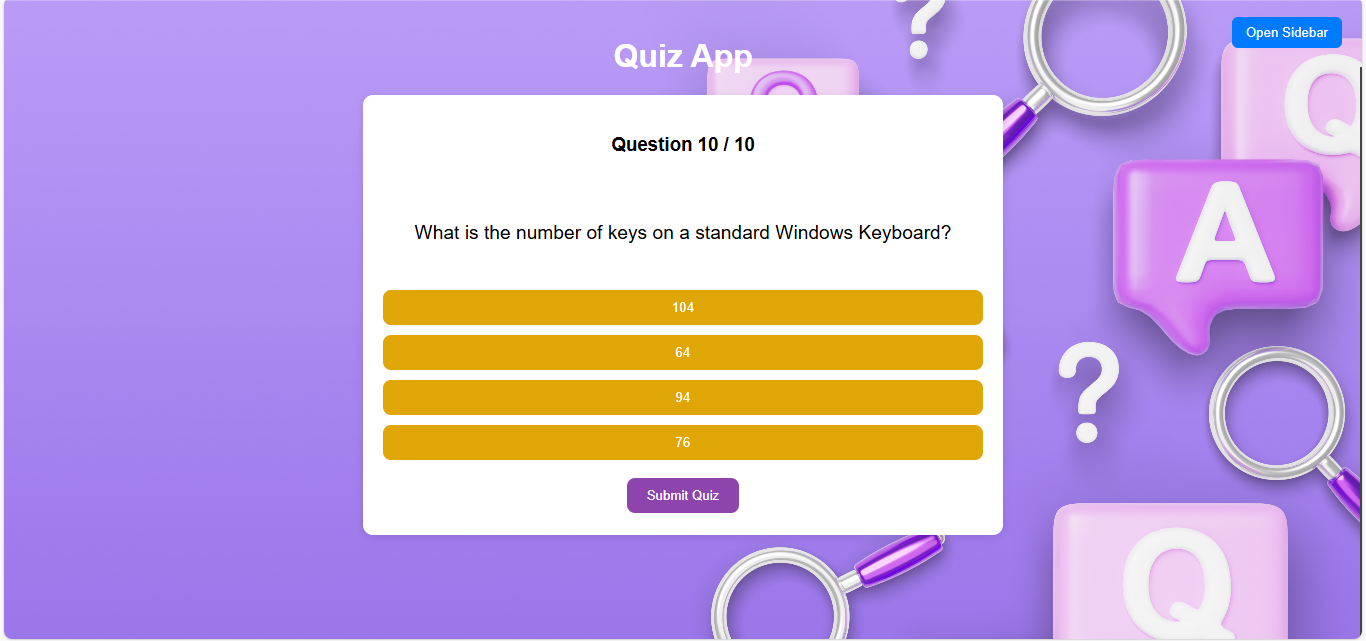 Open Sidebar
Quiz App
Question 10 / 10
What is the number of keys on a standard Windows Keyboard?
104
64
94
76
Submit Quiz
?
Q
A
?
Q